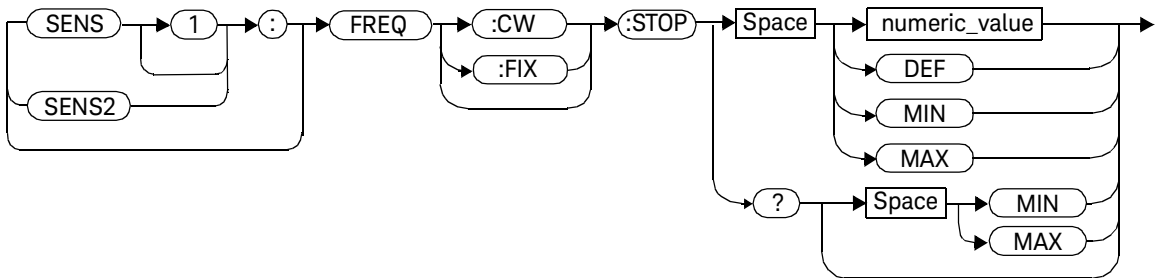 SENS 1 : FREQ :CW :STOP Space numeric_value
:FIX DEF
SENS2 MIN
MAX
? Space MIN
MAX